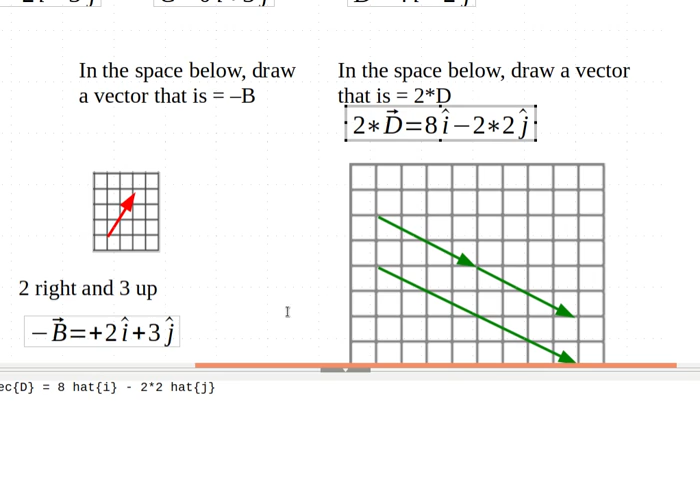 In the space below, draw
a vector that is = –B
In the space below, draw a vector
that is = 2*D
2∗D⃗=8î−2∗2ĵ
2 right and 3 up
−B⃗=+2î+3ĵ
ec{D} = 8 hat{i} - 2*2 hat{j}